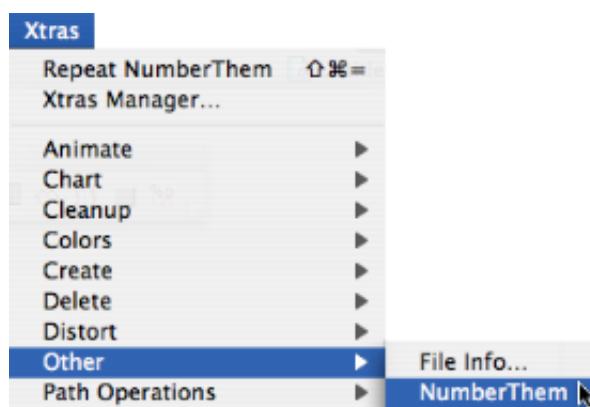 Xtras
Repeat NumberThem ⇧⌘=
Xtras Manager...
Animate
Chart
Cleanup
Colors
Create
Delete
Distort
Other
File Info...
Path Operations
NumberThem